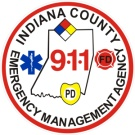 INDIANA COUNTY
911
FD
PD
EMERGENCY MANAGEMENT AGENCY